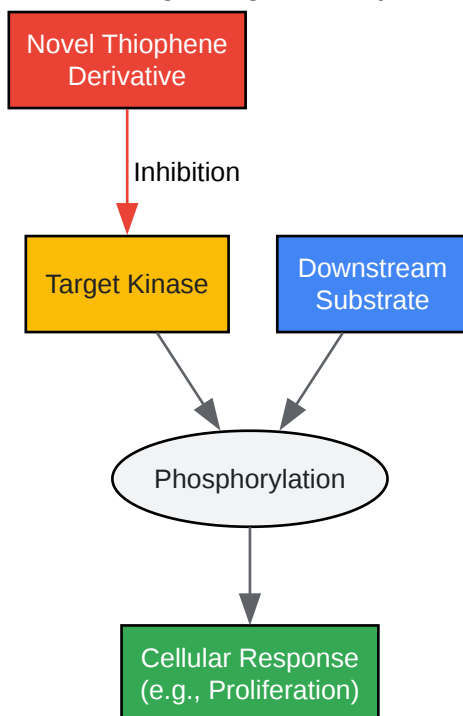 Novel Thiophene
Derivative
Inhibition
Target Kinase
Downstream
Substrate
Phosphorylation
Cellular Response
(e.g., Proliferation)